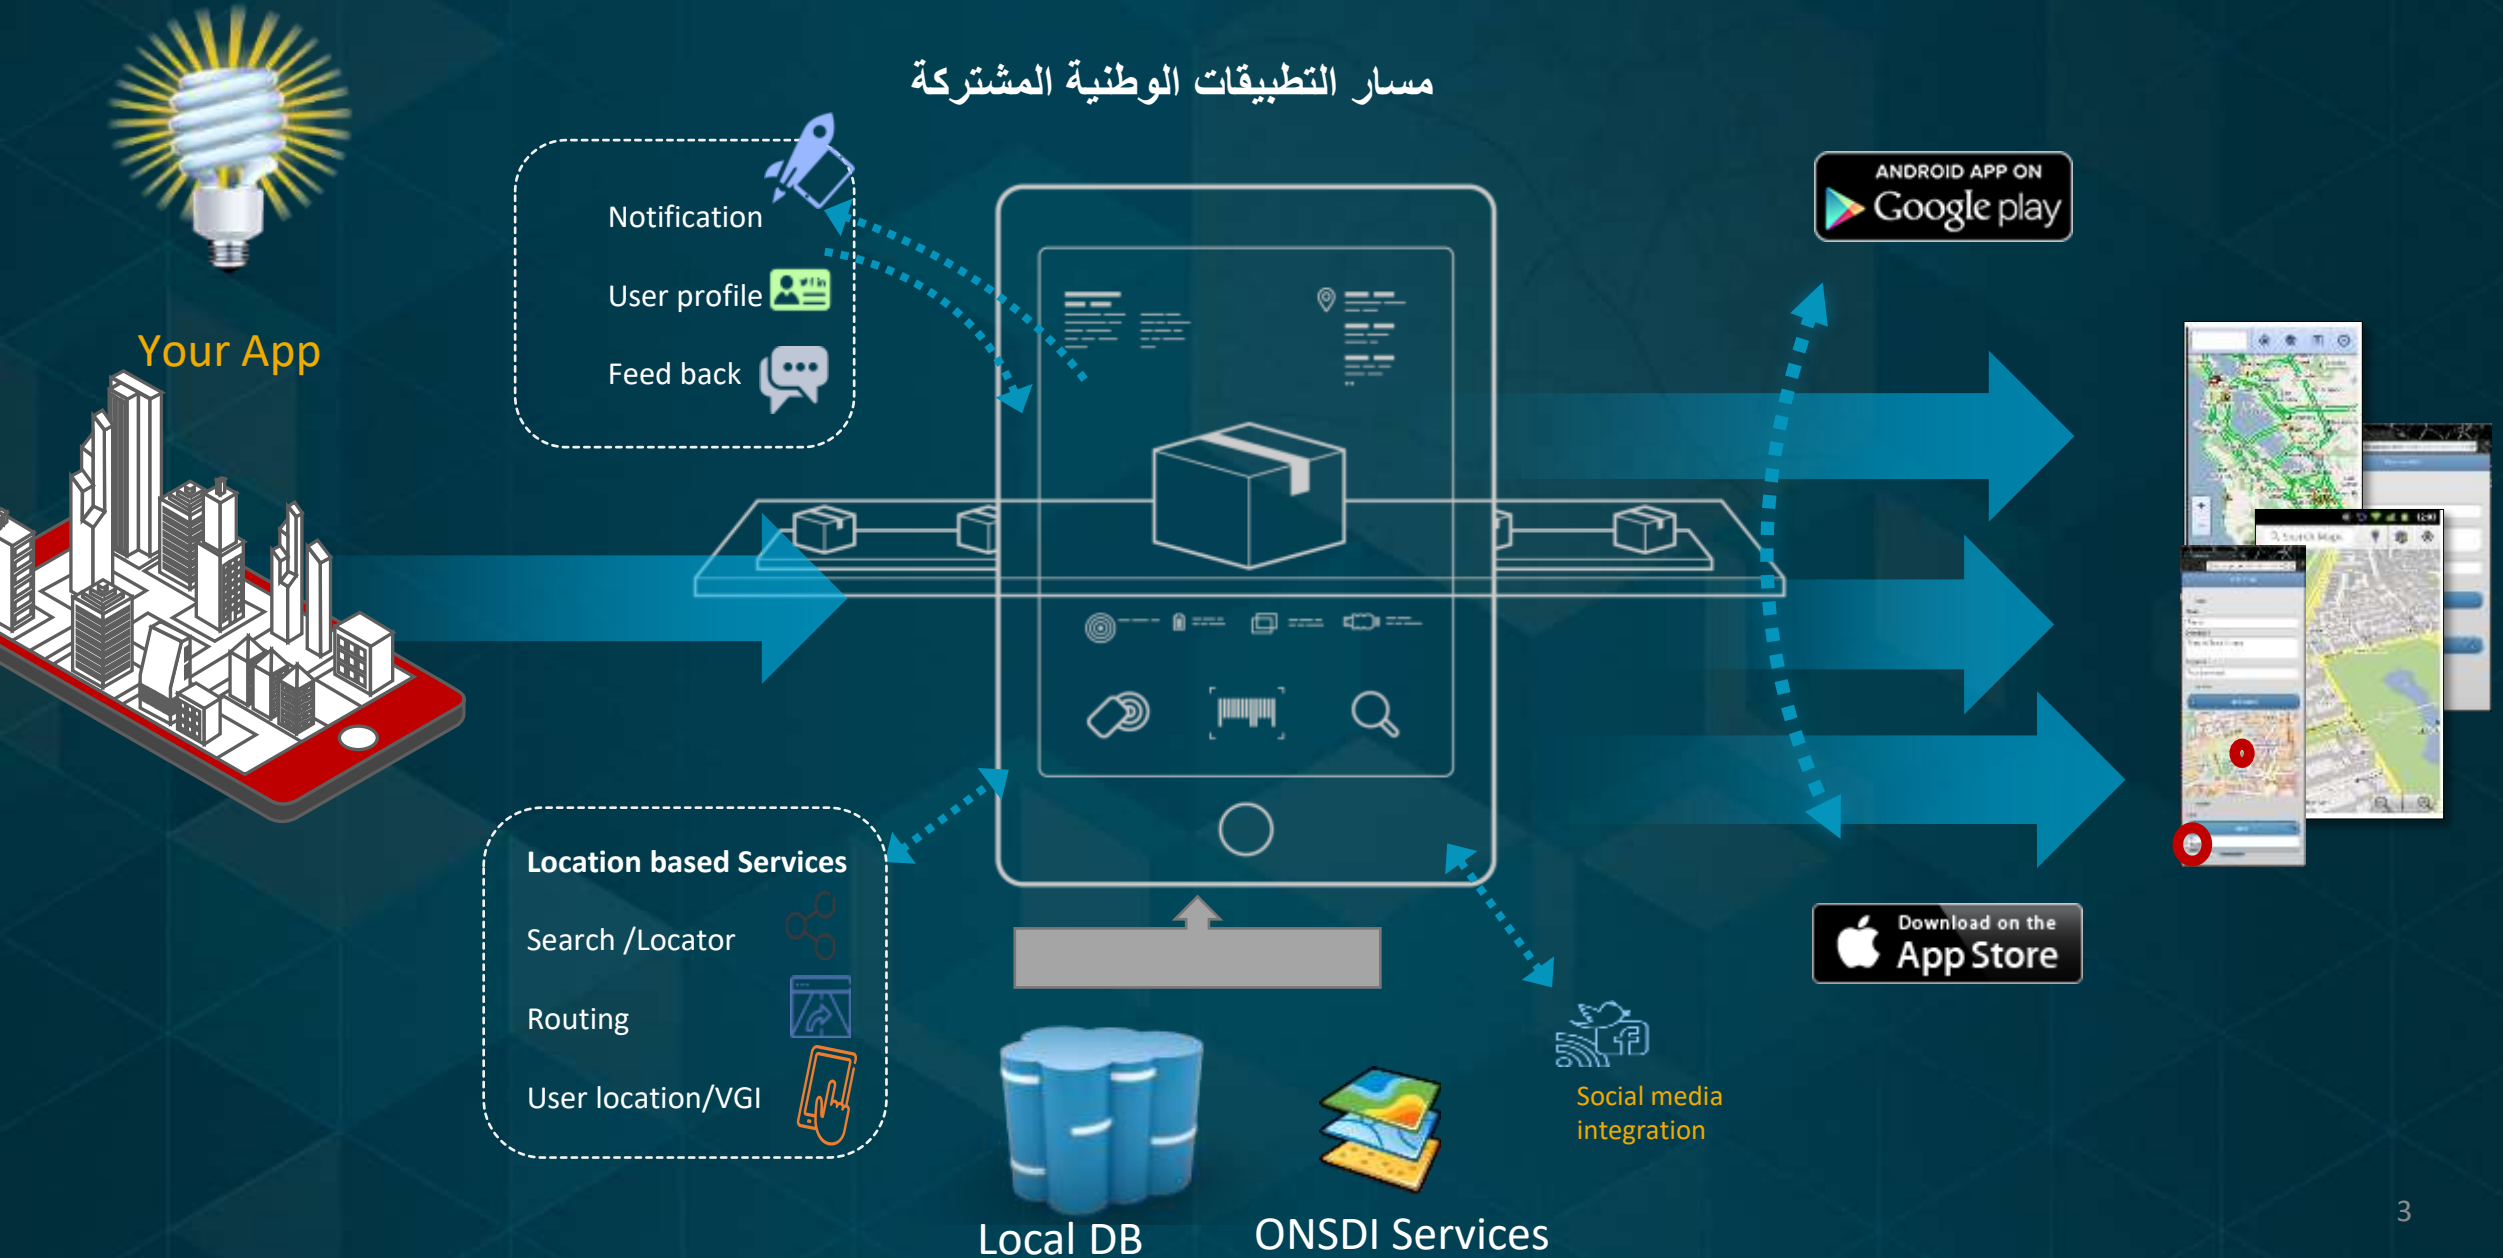 مسار التطبيقات الوطنية المشتركة
Your App
Notification
User profile
Feed back
ANDROID APP ON
Google play
Search Maps
Location based Services
Search /Locator
Routing
User location/VGI
Download on the
App Store
Social media
integration
Local DB
ONSDI Services
3